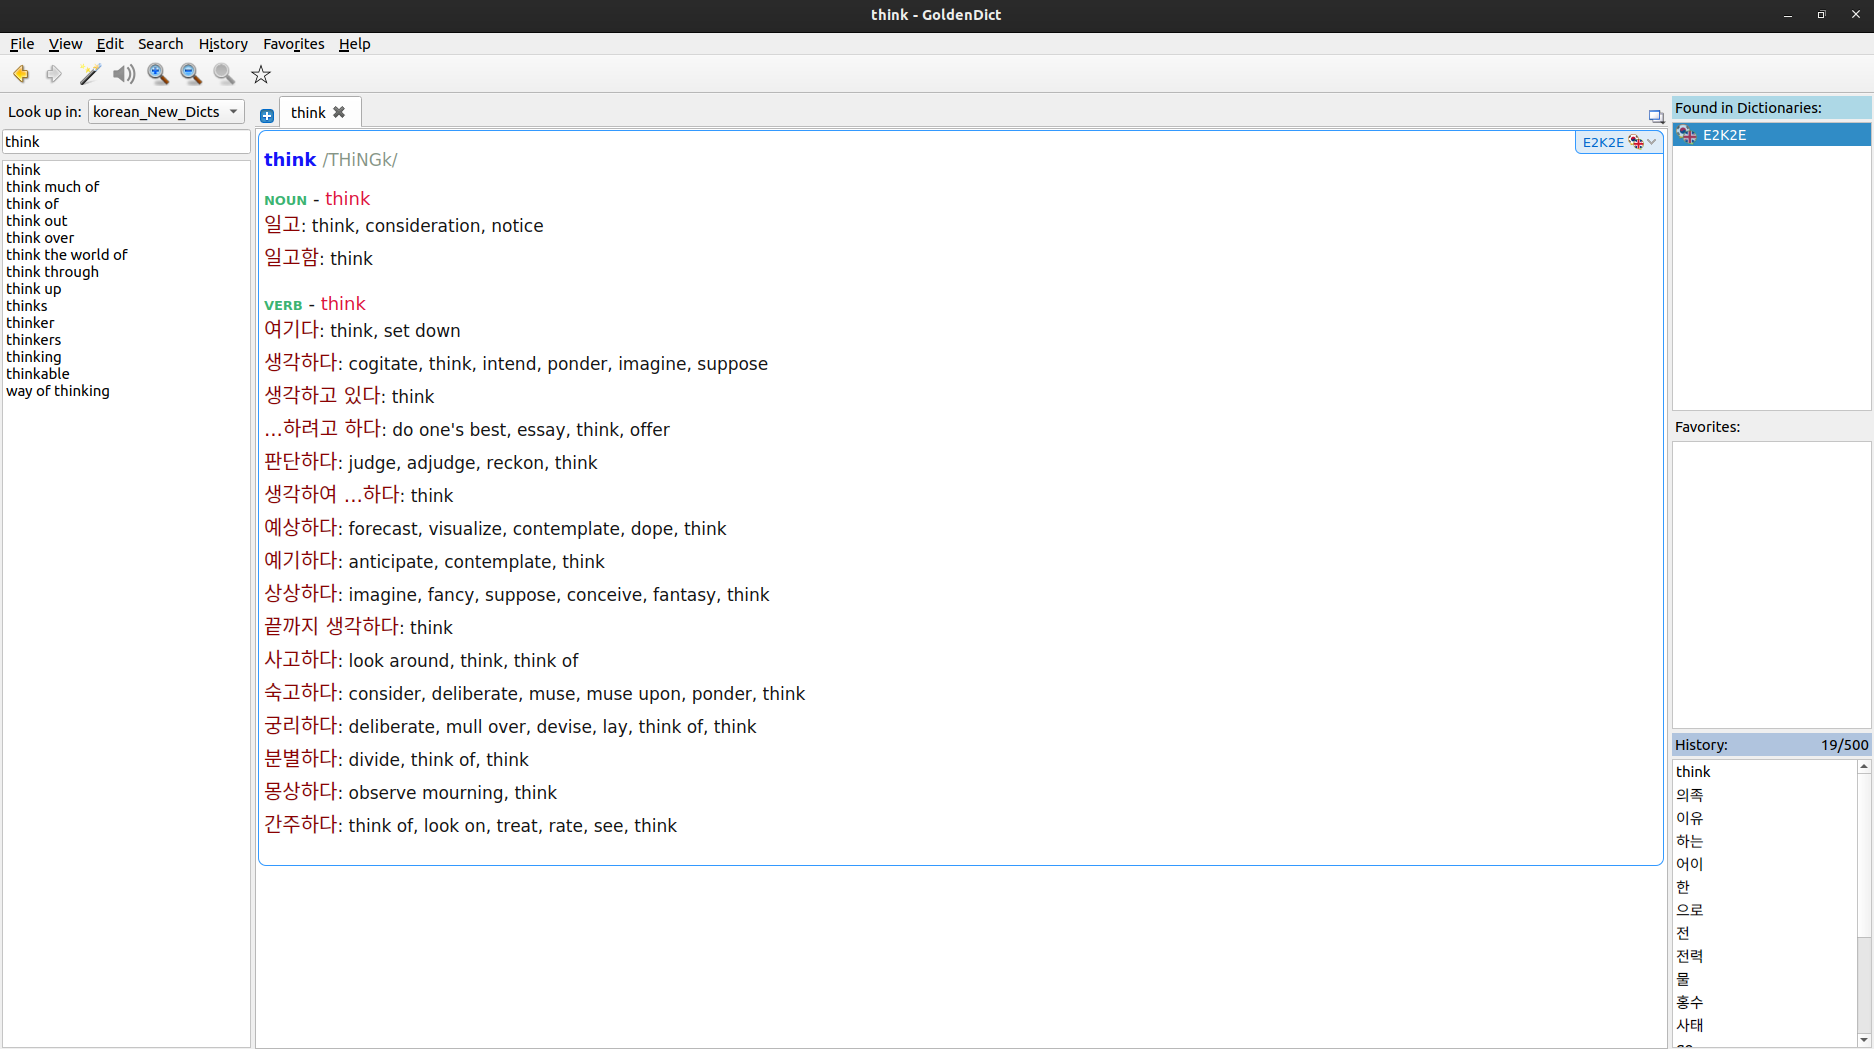 think - GoldenDict
File View Edit Search History Favorites Help
Look up in: korean_New_Dicts
think
think
think much of
think of
think out
think over
think the world of
think through
think up
thinks
thinker
thinkers
thinking
thinkable
way of thinking
think
E2K2E
think /THiNGk/
NOUN - think
일고: think, consideration, notice
일고함: think
VERB - think
여기다: think, set down
생각하다: cogitate, think, intend, ponder, imagine, suppose
생각하고 있다: think
…하려고 하다: do one's best, essay, think, offer
판단하다: judge, adjudge, reckon, think
생각하여 …하다: think
예상하다: forecast, visualize, contemplate, dope, think
예기하다: anticipate, contemplate, think
상상하다: imagine, fancy, suppose, conceive, fantasy, think
끝까지 생각하다: think
사고하다: look around, think, think of
숙고하다: consider, deliberate, muse, muse upon, ponder, think
궁리하다: deliberate, mull over, devise, lay, think of, think
분별하다: divide, think of, think
몽상하다: observe mourning, think
간주하다: think of, look on, treat, rate, see, think
Found in Dictionaries:
E2K2E
Favorites:
History: 19/500
think
의족
이유
하는
어이
한
으로
전
전력
물
홍수
사태